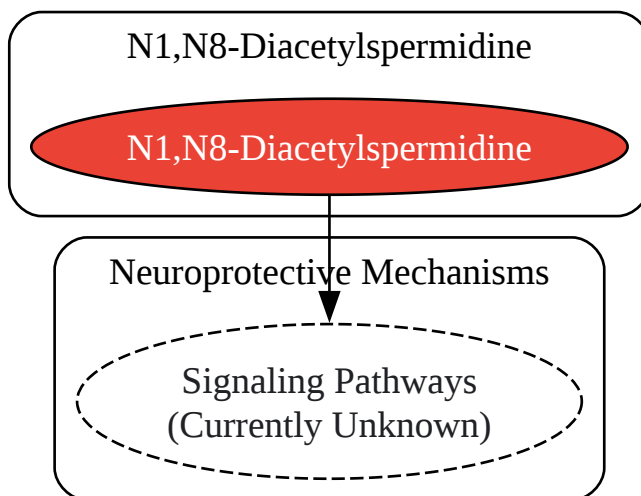 N1,N8-Diacetylspermidine
N1,N8-Diacetylspermidine
Neuroprotective Mechanisms
Signaling Pathways
(Currently Unknown)